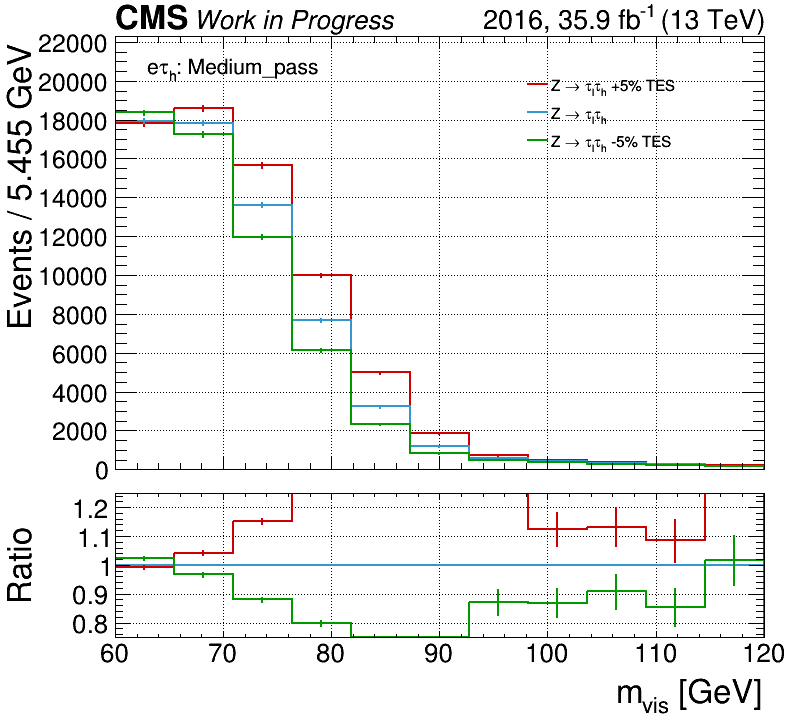 CMS Work in Progress 2016, 35.9 fb⁻¹ (13 TeV)
eτₕ: Medium_pass
Z → τₗτₕ +5% TES
Z → τₗτₕ
Z → τₗτₕ -5% TES
Events / 5.455 GeV
22000
20000
18000
16000
14000
12000
10000
8000
6000
4000
2000
0
Ratio
1.2
1.1
1
0.9
0.8
60 70 80 90 100 110 120
m_vis [GeV]